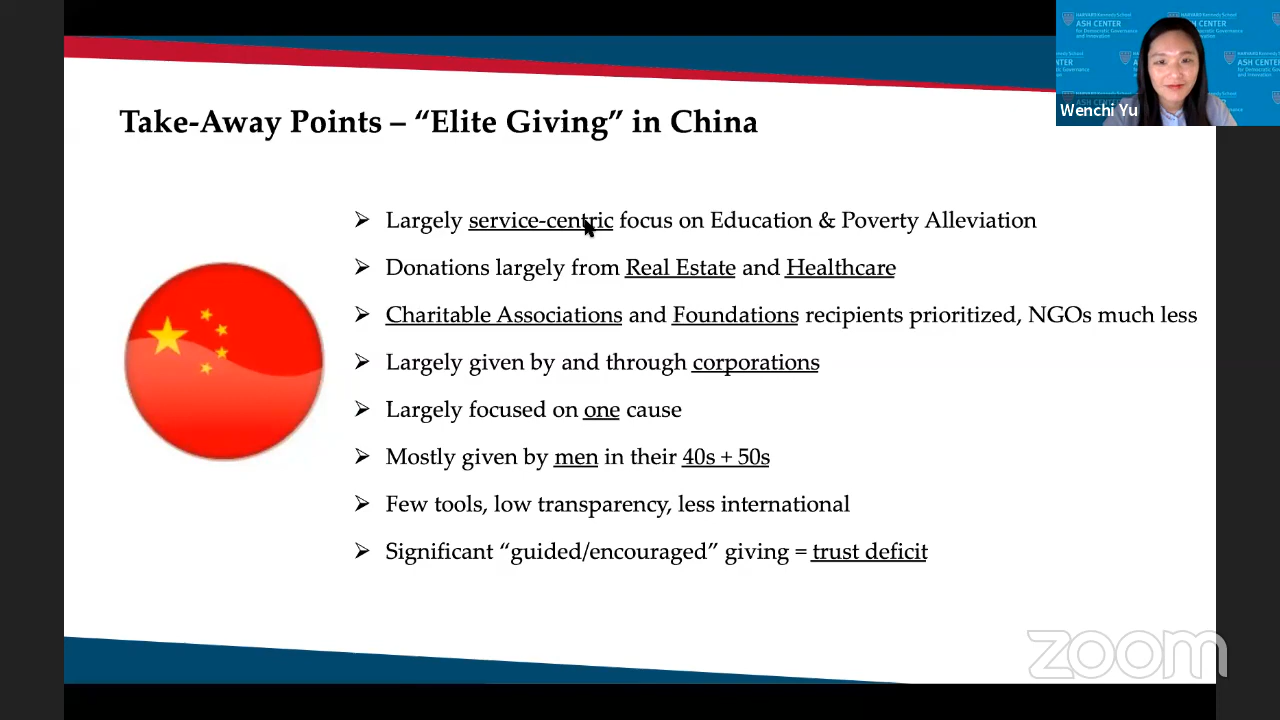 Take-Away Points – “Elite Giving” in China
Largely service-centric focus on Education & Poverty Alleviation
Donations largely from Real Estate and Healthcare
Charitable Associations and Foundations recipients prioritized, NGOs much less
Largely given by and through corporations
Largely focused on one cause
Mostly given by men in their 40s + 50s
Few tools, low transparency, less international
Significant “guided/encouraged” giving = trust deficit
HARVARD Kennedy School
ASH CENTER
for Democratic Governance
and Innovation
Wenchi Yu
zoom